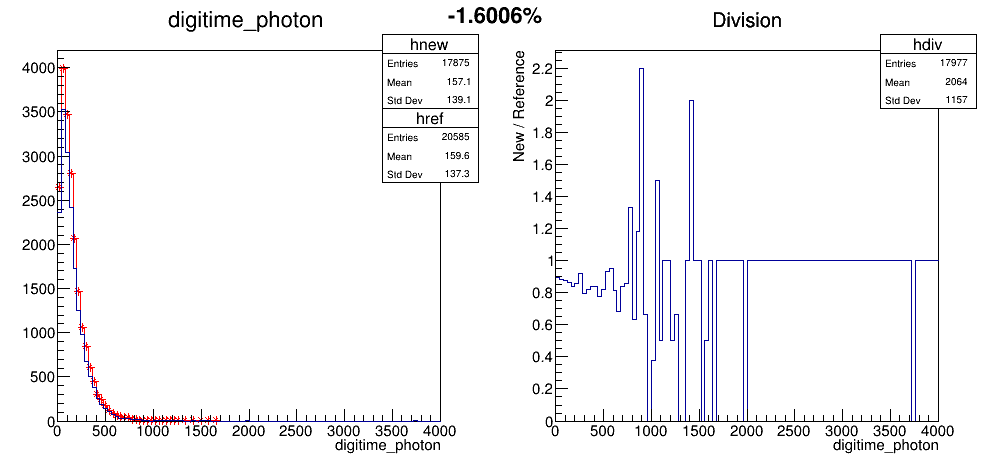 -1.6006%
digitime_photon
hnew
Entries 17875
Mean 157.1
Std Dev 139.1
href
Entries 20585
Mean 159.6
Std Dev 137.3
4000
3500
3000
2500
2000
1500
1000
500
0
0 500 1000 1500 2000 2500 3000 3500 4000
digitime_photon
Division
hdiv
Entries 17977
Mean 2064
Std Dev 1157
New / Reference
2.2
2
1.8
1.6
1.4
1.2
1
0.8
0.6
0.4
0.2
0
0 500 1000 1500 2000 2500 3000 3500 4000
digitime_photon